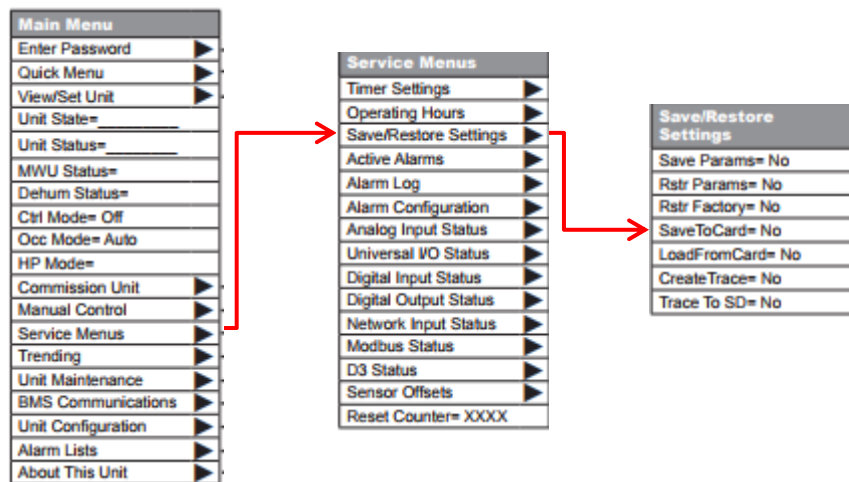 Main Menu
Enter Password
Quick Menu
View/Set Unit
Unit State=_________
Unit Status=________
MWU Status=
Dehum Status=
Ctrl Mode= Off
Occ Mode= Auto
HP Mode=
Commission Unit
Manual Control
Service Menus
Trending
Unit Maintenance
BMS Communications
Unit Configuration
Alarm Lists
About This Unit
Service Menus
Timer Settings
Operating Hours
Save/Restore Settings
Active Alarms
Alarm Log
Alarm Configuration
Analog Input Status
Universal I/O Status
Digital Input Status
Digital Output Status
Network Input Status
Modbus Status
D3 Status
Sensor Offsets
Reset Counter= XXXX
Save/Restore
Settings
Save Params= No
Rstr Params= No
Rstr Factory= No
SaveToCard= No
LoadFromCard= No
CreateTrace= No
Trace To SD= No